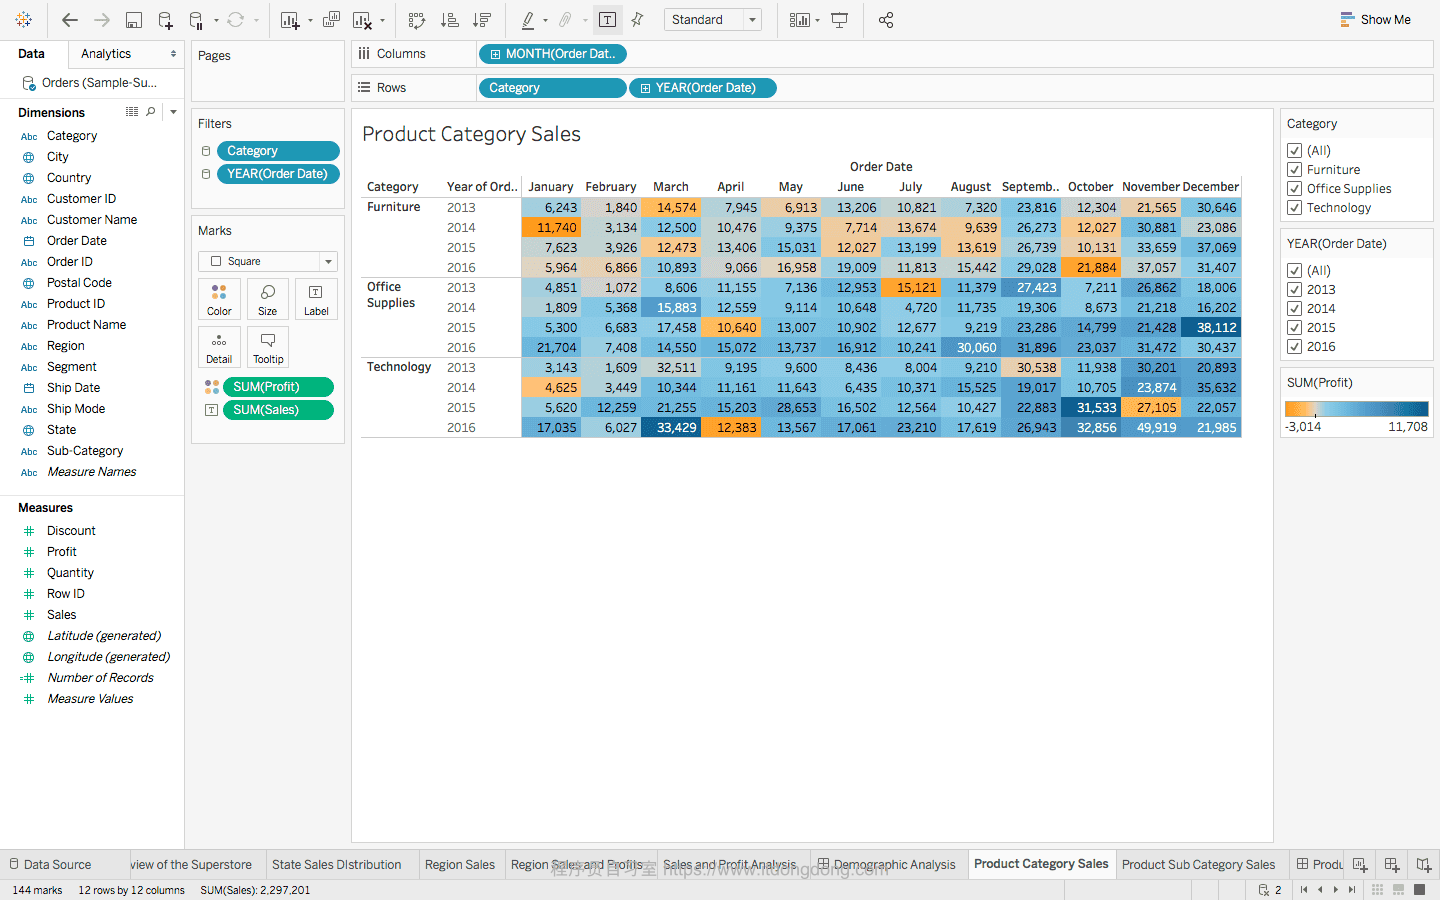 Standard
Show Me
Data Analytics
Pages
Columns MONTH(Order Dat..
Orders (Sample-Su...
Rows Category YEAR(Order Date)
Dimensions
Abc Category
City
Country
Abc Customer ID
Abc Customer Name
Order Date
Abc Order ID
Postal Code
Abc Product ID
Abc Product Name
Abc Region
Abc Segment
Ship Date
Abc Ship Mode
State
Abc Sub-Category
Abc Measure Names
Measures
Discount
Profit
Quantity
Row ID
Sales
Latitude (generated)
Longitude (generated)
Number of Records
Measure Values
Filters
Category
YEAR(Order Date)
Marks
Square
Color Size Label
Detail Tooltip
SUM(Profit)
SUM(Sales)
Product Category Sales
Order Date
Category Year of Ord.. January February March April May June July August Septemb.. October November December
Furniture 2013 6,243 1,840 14,574 7,945 6,913 13,206 10,821 7,320 23,816 12,304 21,565 30,646
2014 11,740 3,134 12,500 10,476 9,375 7,714 13,674 9,639 26,273 12,027 30,881 23,086
2015 7,623 3,926 12,473 13,406 15,031 12,027 13,199 13,619 26,739 10,131 33,659 37,069
2016 5,964 6,866 10,893 9,066 16,958 19,009 11,813 15,442 29,028 21,884 37,057 31,407
Office Supplies 2013 4,851 1,072 8,606 11,155 7,136 12,953 15,121 11,379 27,423 7,211 26,862 18,006
2014 1,809 5,368 15,883 12,559 9,114 10,648 4,720 11,735 19,306 8,673 21,218 16,202
2015 5,300 6,683 17,458 10,640 13,007 10,902 12,677 9,219 23,286 14,799 21,428 38,112
2016 21,704 7,408 14,550 15,072 13,737 16,912 10,241 30,060 31,896 23,037 31,472 30,437
Technology 2013 3,143 1,609 32,511 9,195 9,600 8,436 8,004 9,210 30,538 11,938 30,201 20,893
2014 4,625 3,449 10,344 11,161 11,643 6,435 10,371 15,525 19,017 10,705 23,874 35,632
2015 5,620 12,259 21,255 15,203 28,653 16,502 12,564 10,427 22,883 31,533 27,105 22,057
2016 17,035 6,027 33,429 12,383 13,567 17,061 23,210 17,619 26,943 32,856 49,919 21,985
Category
(All)
Furniture
Office Supplies
Technology
YEAR(Order Date)
(All)
2013
2014
2015
2016
SUM(Profit)
-3,014 11,708
Data Source view of the Superstore State Sales DIstribution Region Sales Region Sales and Profits Sales and Profit Analysis Demographic Analysis Product Category Sales Product Sub Category Sales Produ
程序员自习室 https://www.itdongdong.com
144 marks 12 rows by 12 columns SUM(Sales): 2,297,201 2